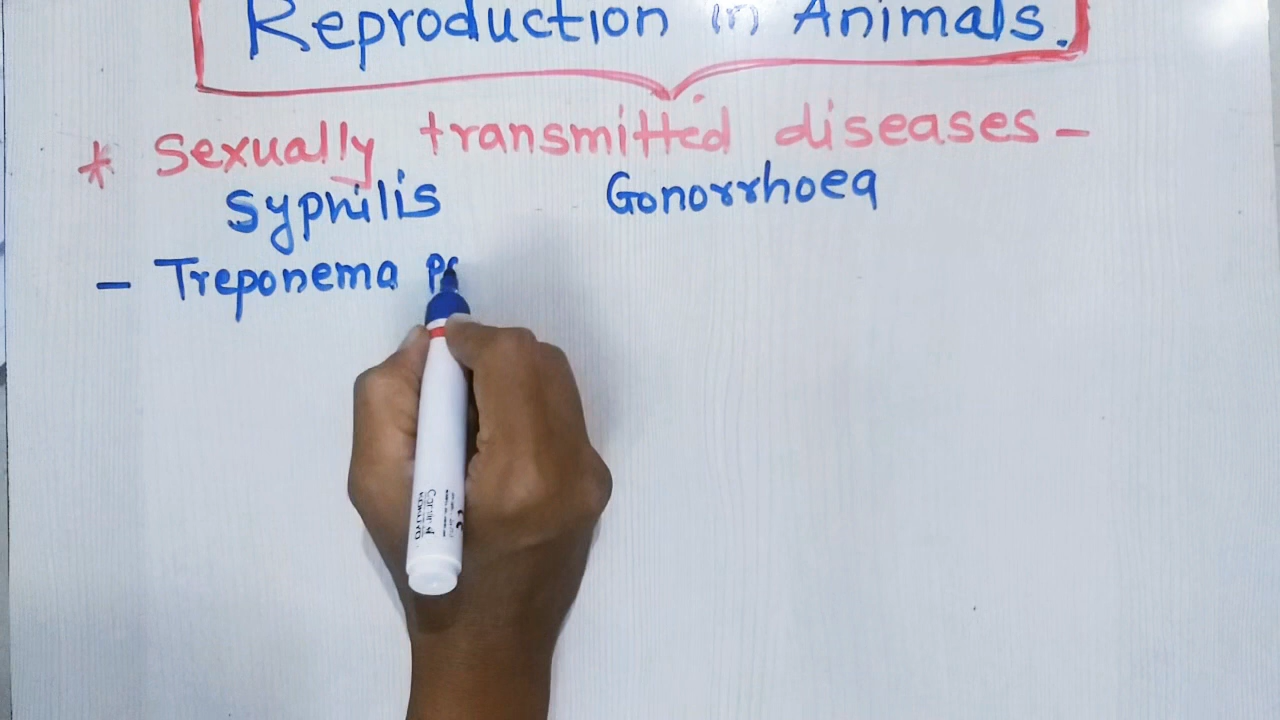 Reproduction in Animals.
* Sexually transmitted diseases -
Syphilis Gonorrhoea
- Treponema